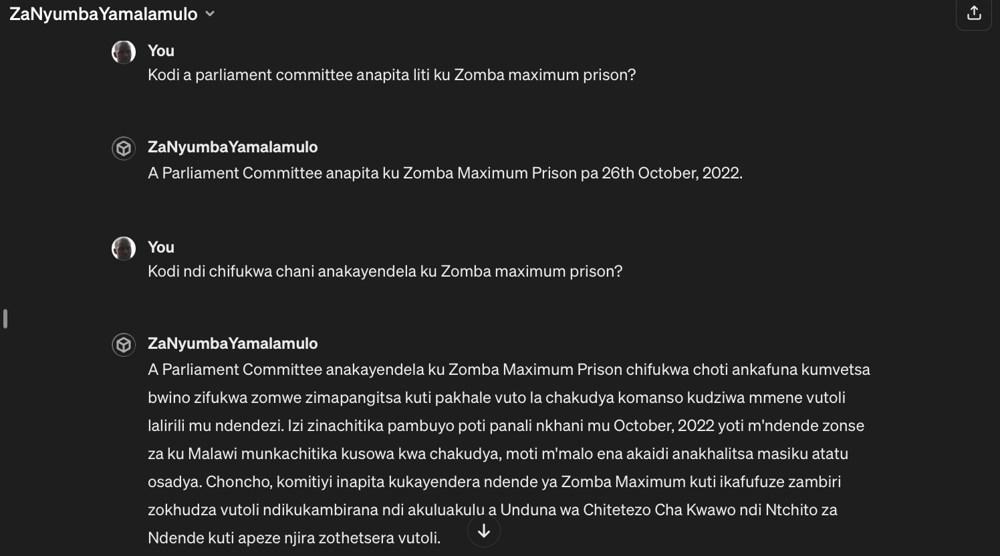 ZaNyumbaYamalamulo
You
Kodi a parliament committee anapita liti ku Zomba maximum prison?
ZaNyumbaYamalamulo
A Parliament Committee anapita ku Zomba Maximum Prison pa 26th October, 2022.
You
Kodi ndi chifukwa chani anakayendela ku Zomba maximum prison?
ZaNyumbaYamalamulo
A Parliament Committee anakayendela ku Zomba Maximum Prison chifukwa choti ankafuna kumvetsa
bwino zifukwa zomwe zimapangitsa kuti pakhale vuto la chakudya komanso kudziwa mmene vutoli
lalirili mu ndendezi. Izi zinachitika pambuyo poti panali nkhani mu October, 2022 yoti m'ndende zonse
za ku Malawi munkachitika kusowa kwa chakudya, moti m'malo ena akaidi anakhalitsa masiku atatu
osadya. Choncho, komitiyi inapita kukayendera ndende ya Zomba Maximum kuti ikafufuze zambiri
zokhudza vutoli ndikukambirana ndi akuluakulu a Unduna wa Chitetezo Cha Kwawo ndi Ntchito za
Ndende kuti apeze njira zothetsera vutoli.